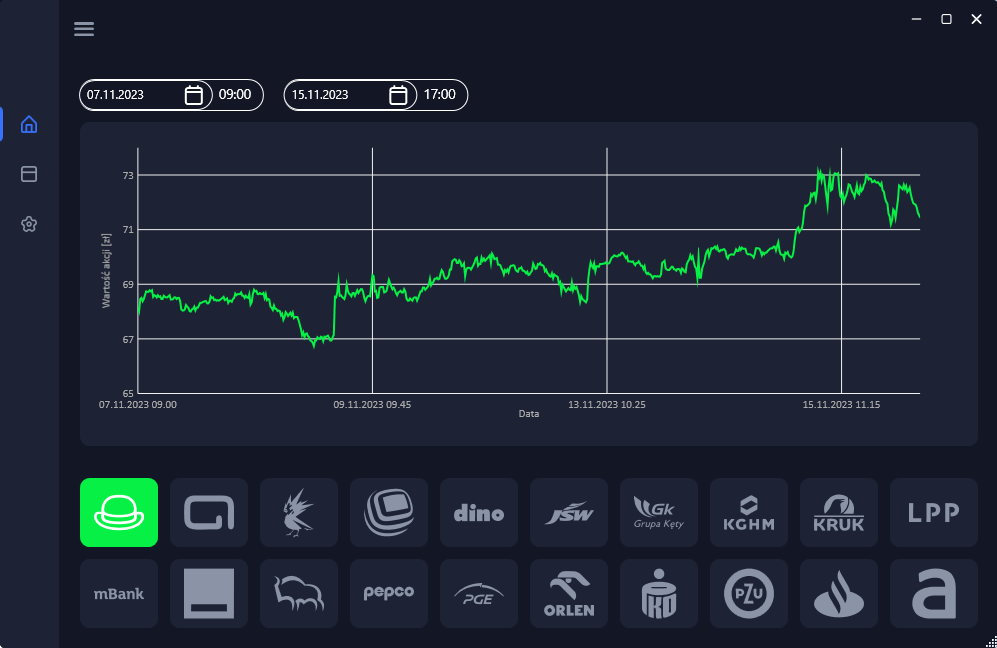 07.11.2023 09:00 15.11.2023 17:00
73
71
69
67
65
Wartość akcji [zł]
07.11.2023 09.00 09.11.2023 09.45 13.11.2023 10.25 15.11.2023 11.15
Data
dino JSW Gk Grupa Kęty KGHM KRUK LPP
mBank pepco PGE ORLEN PKO PZU a